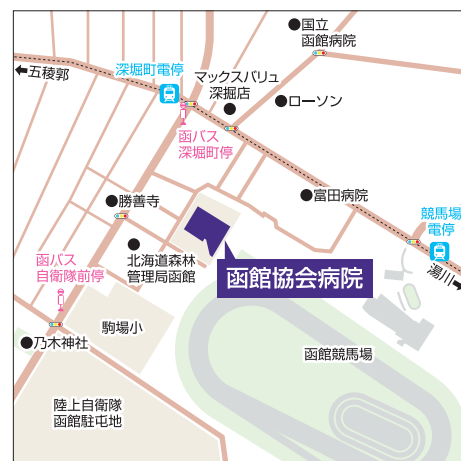 国立
函館病院
深堀町電停
←五稜郭
マックスバリュ
深堀店
ローソン
函バス
深堀町停
勝善寺
富田病院
競馬場
電停
湯川→
函バス
自衛隊前停
北海道森林
管理局函館
函館協会病院
駒場小
乃木神社
函館競馬場
陸上自衛隊
函館駐屯地